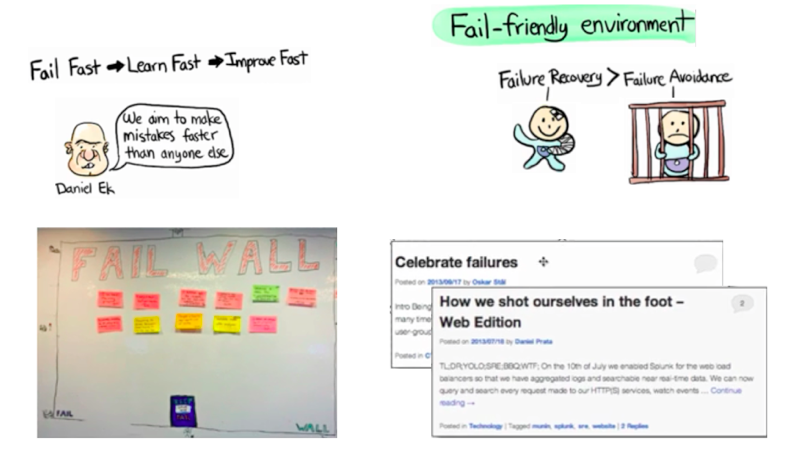 Fail-friendly environment
Fail Fast → Learn Fast → Improve Fast
We aim to make
mistakes faster
than anyone else
Daniel Ek
Failure Recovery > Failure Avoidance
FAIL WALL
FAIL
WALL
Celebrate failures
Posted on 2013/06/17 by Oskar Stål
Intro Being
many time
user-group
Posted in
How we shot ourselves in the foot –
Web Edition
2
Posted on 2013/07/16 by Daniel Prata
TL;DR;YOLO;SRE;BBQ;WTF; On the 10th of July we enabled Splunk for the web load
balancers so that we have aggregated logs and searchable near real-time data. We can now
query and search every request made to our HTTP(S) services, watch events ... Continue
reading →
Posted in Technology | Tagged munin, splunk, sre, website | 2 Replies